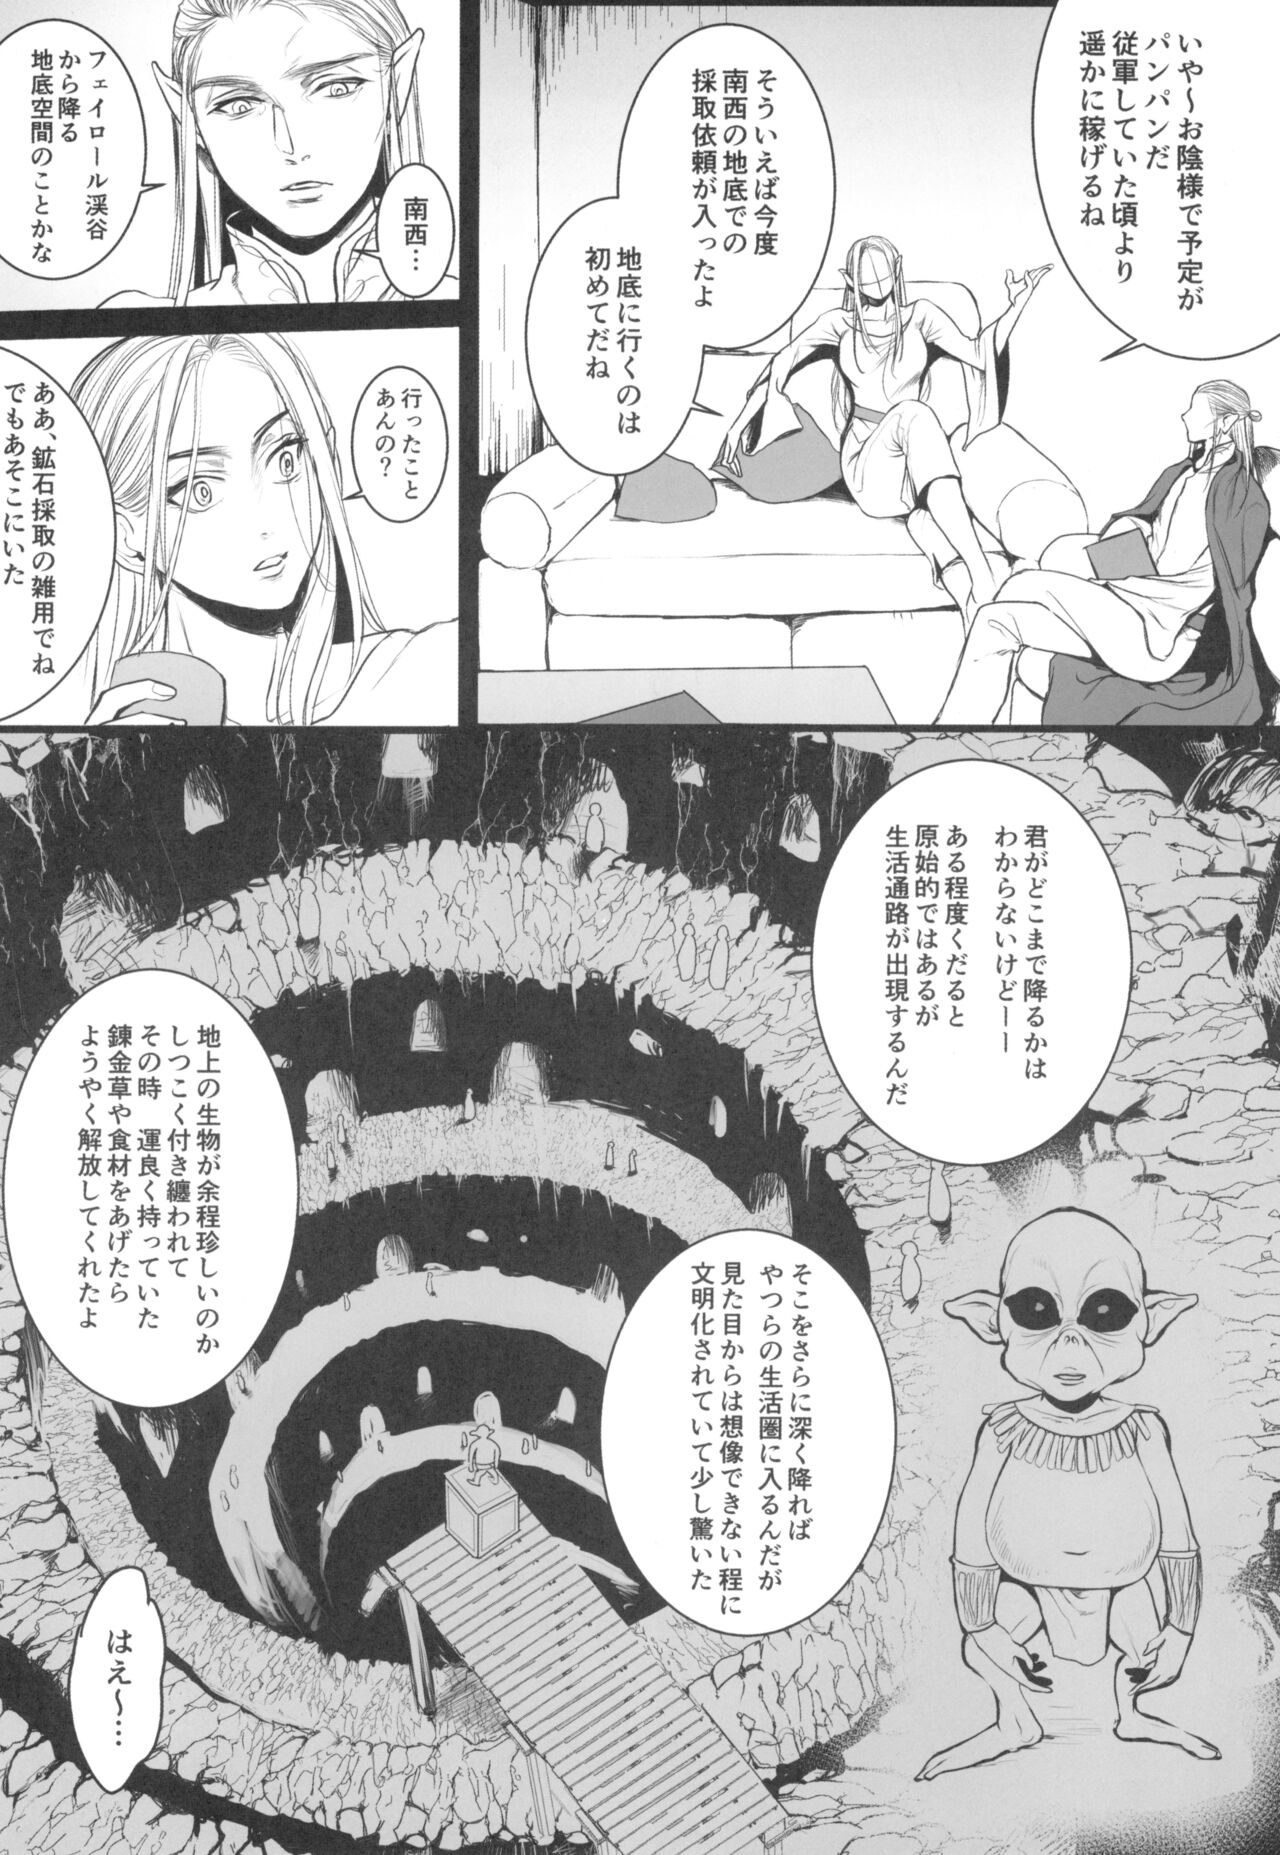 いや～お陰様で予定が
パンパンだ
従軍していた頃より
遥かに稼げるね
そういえば今度
南西の地底での
採取依頼が入ったよ
地底に行くのは
初めてだね
南西…
フェイロール渓谷
から降る
地底空間のことかな
行ったこと
あんの？
ああ、鉱石採取の雑用でね
でもあそこにいた
君がどこまで降るかは
わからないけどーー
ある程度くだると
原始的ではあるが
生活通路が出現するんだ
そこをさらに深く降れば
やつらの生活圏に入るんだが
見た目からは想像できない程に
文明化されていて少し驚いた
地上の生物が余程珍しいのか
しつこく付き纏われて
その時　運良く持っていた
錬金草や食材をあげたら
ようやく解放してくれたよ
はえ～…